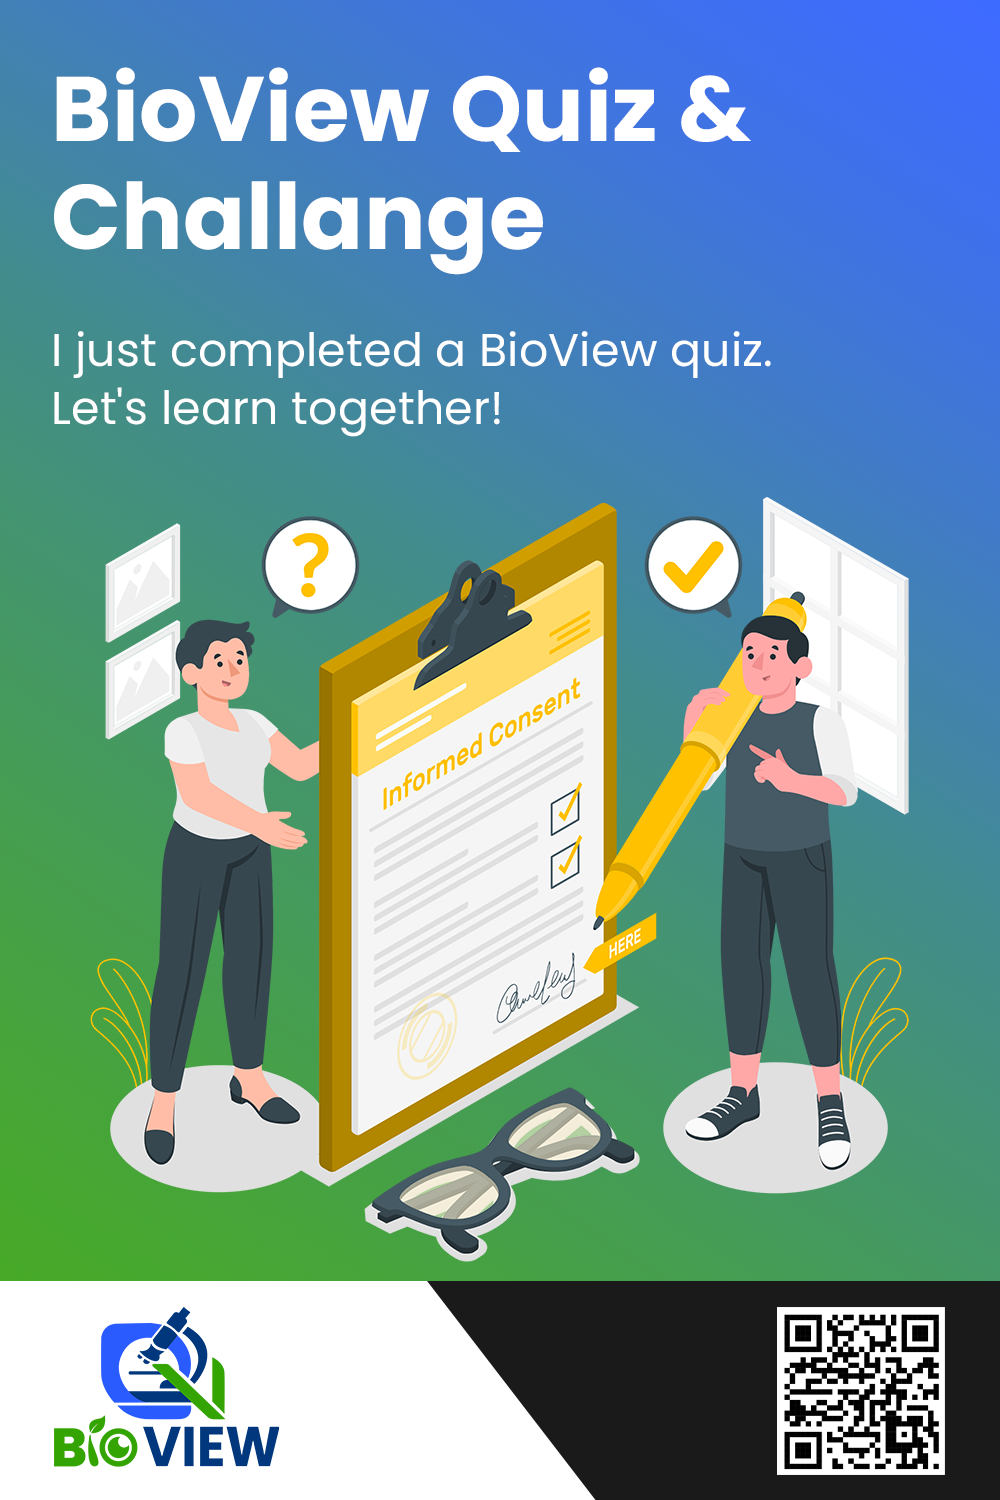 BioView Quiz &
Challange
I just completed a BioView quiz.
Let's learn together!
?
Informed Consent
HERE
BioVIEW